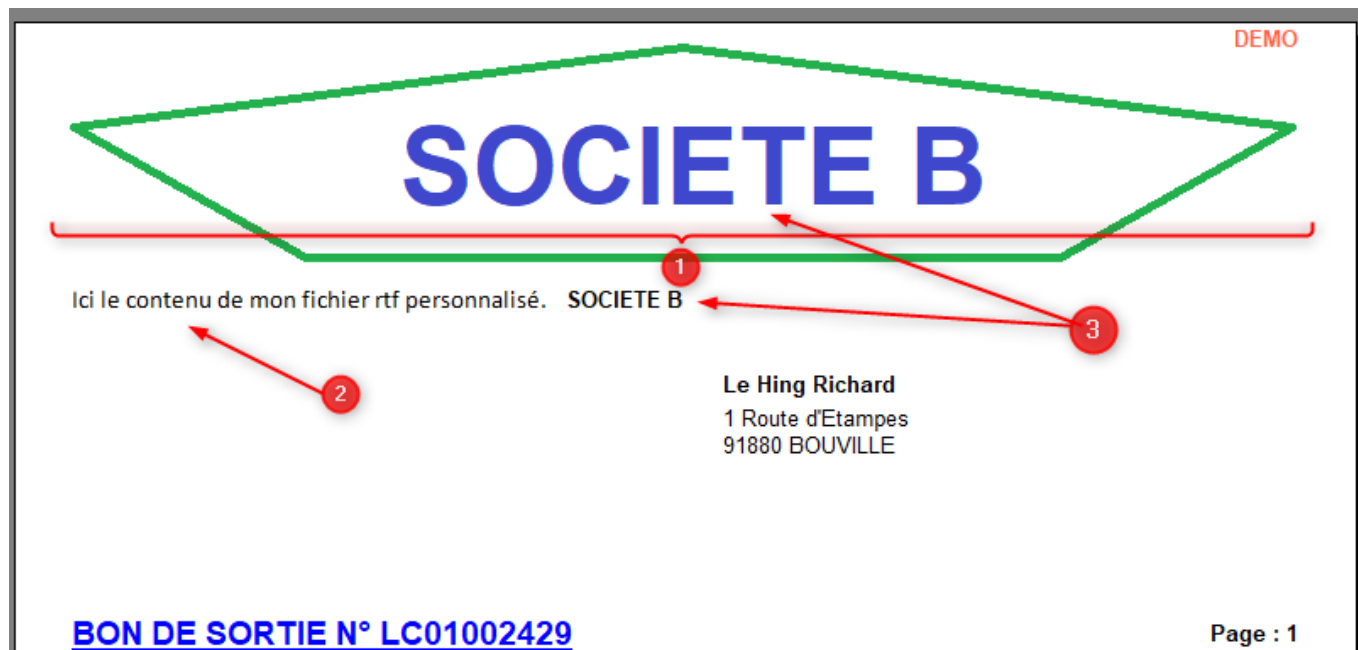 DEMO
SOCIETE B
1
Ici le contenu de mon fichier rtf personnalisé. SOCIETE B
3
2
Le Hing Richard
1 Route d'Etampes
91880 BOUVILLE
BON DE SORTIE N° LC01002429
Page : 1